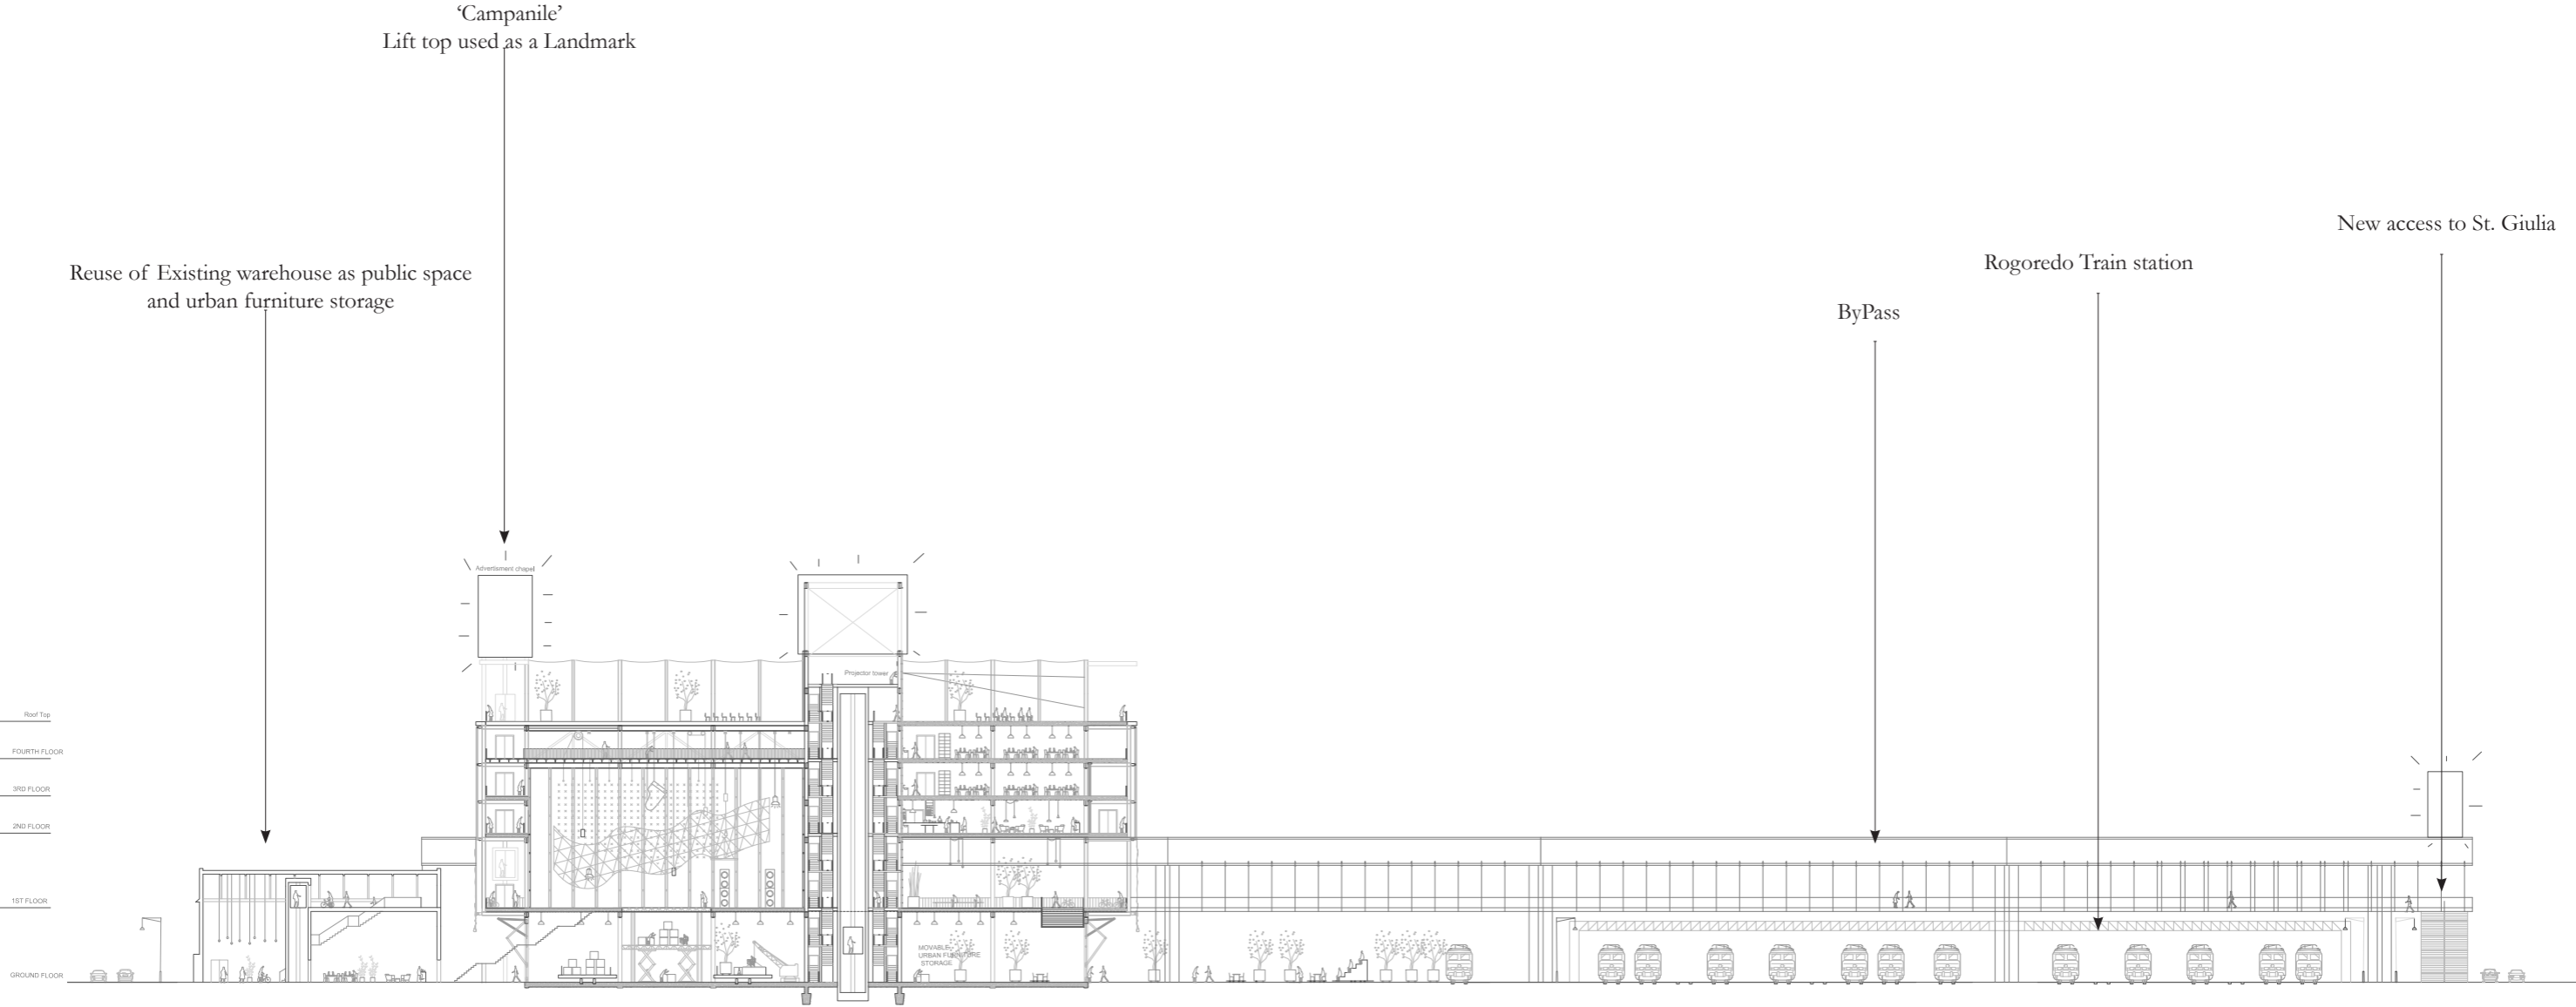 ‘Campanile’
Lift top used as a Landmark
New access to St. Giulia
Rogoredo Train station
Reuse of Existing warehouse as public space
and urban furniture storage
ByPass
Advertisment chapel
Projector tower
Roof Top
FOURTH FLOOR
3RD FLOOR
2ND FLOOR
1ST FLOOR
MOVABLE
URBAN FURNITURE
STORAGE
GROUND FLOOR